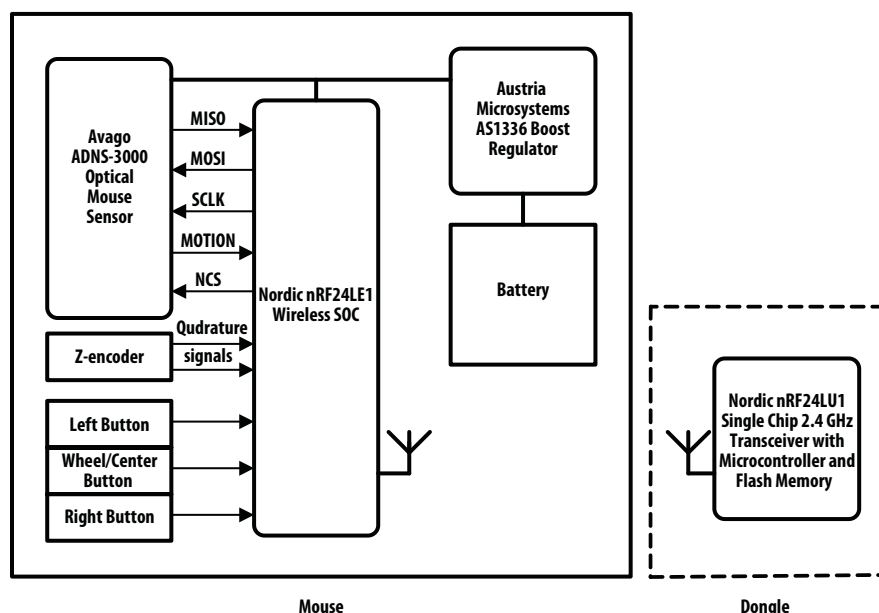 Avago
ADNS-3000
Optical
Mouse
Sensor
MISO
MOSI
SCLK
MOTION
NCS
Nordic nRF24LE1
Wireless SOC
Austria
Microsystems
AS1336 Boost
Regulator
Battery
Z-encoder
Qudrature
signals
Left Button
Wheel/Center
Button
Right Button
Nordic nRF24LU1
Single Chip 2.4 GHz
Transceiver with
Microcontroller and
Flash Memory
Mouse
Dongle